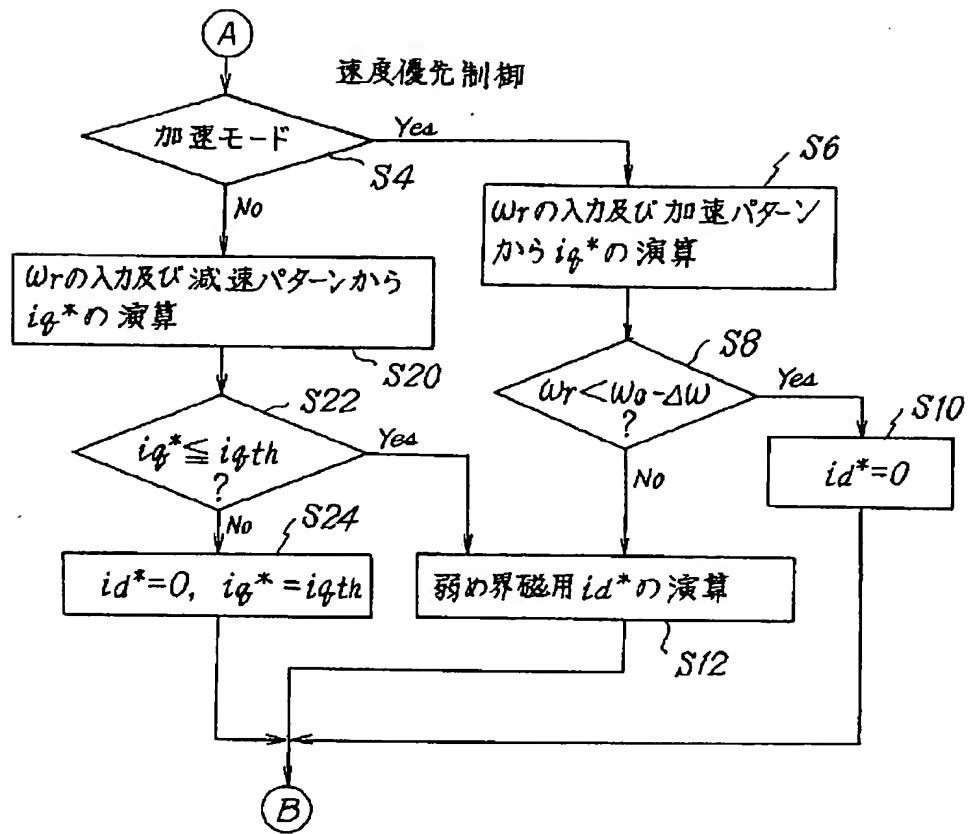 A
速度優先制御
加速モード
Yes
S4
No
S6
ωrの入力及び加速パターン
からiq*の演算
ωrの入力及び減速パターンから
iq*の演算
S20
S8
ωr<ωo-Δω
?
Yes
S10
id*=0
No
S22
iq*≦iqth
?
Yes
No
S24
id*=0, iq*=iqth
弱め界磁用id*の演算
S12
B